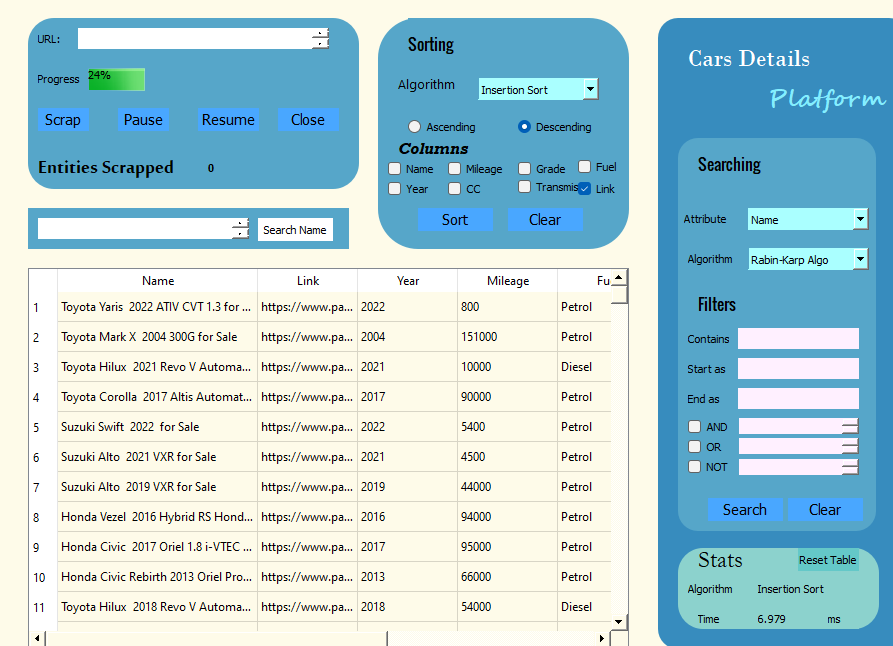 URL:
Progress 24%
Scrap Pause Resume Close
Entities Scrapped 0
Search Name
Sorting
Algorithm Insertion Sort
Ascending Descending
Columns
Name Mileage Grade Fuel
Year CC Transmis Link
Sort Clear
Name Link Year Mileage Fu
1 Toyota Yaris 2022 ATIV CVT 1.3 for ... https://www.pa... 2022 800 Petrol
2 Toyota Mark X 2004 300G for Sale https://www.pa... 2004 151000 Petrol
3 Toyota Hilux 2021 Revo V Automa... https://www.pa... 2021 10000 Diesel
4 Toyota Corolla 2017 Altis Automat... https://www.pa... 2017 90000 Petrol
5 Suzuki Swift 2022 for Sale https://www.pa... 2022 5400 Petrol
6 Suzuki Alto 2021 VXR for Sale https://www.pa... 2021 4500 Petrol
7 Suzuki Alto 2019 VXR for Sale https://www.pa... 2019 44000 Petrol
8 Honda Vezel 2016 Hybrid RS Hond... https://www.pa... 2016 94000 Petrol
9 Honda Civic 2017 Oriel 1.8 i-VTEC ... https://www.pa... 2017 95000 Petrol
10 Honda Civic Rebirth 2013 Oriel Pro... https://www.pa... 2013 66000 Petrol
11 Toyota Hilux 2018 Revo V Automa... https://www.pa... 2018 54000 Diesel
Cars Details
Platform
Searching
Attribute Name
Algorithm Rabin-Karp Algo
Filters
Contains
Start as
End as
AND
OR
NOT
Search Clear
Stats Reset Table
Algorithm Insertion Sort
Time 6.979 ms